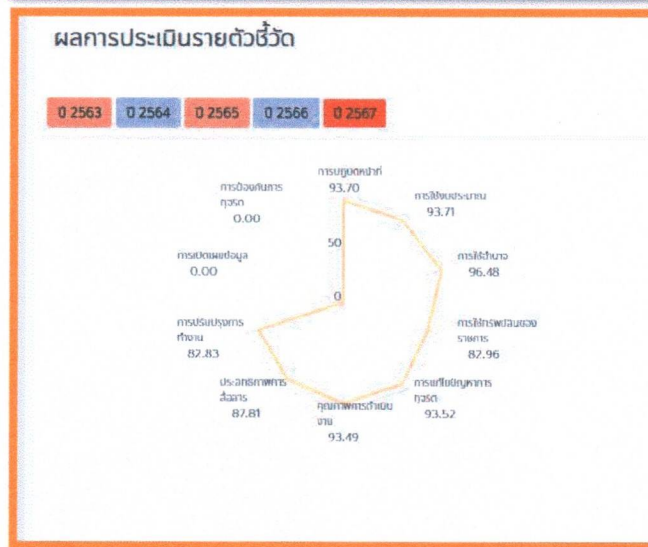 ผลการประเมินรายตัวชี้วัด
ปี 2563
ปี 2564
ปี 2565
ปี 2566
ปี 2567
การปฏิบัติหน้าที่
93.70
การใช้งบประมาณ
93.71
การใช้อำนาจ
96.48
การใช้ทรัพย์สินของ
ราชการ
82.96
การแก้ไขปัญหาการ
ทุจริต
93.52
คุณภาพการดำเนิน
งาน
93.49
ประสิทธิภาพการ
สื่อสาร
87.81
การปรับปรุงการ
ทำงาน
82.83
การเปิดเผยข้อมูล
0.00
การป้องกันการ
ทุจริต
0.00
50
0